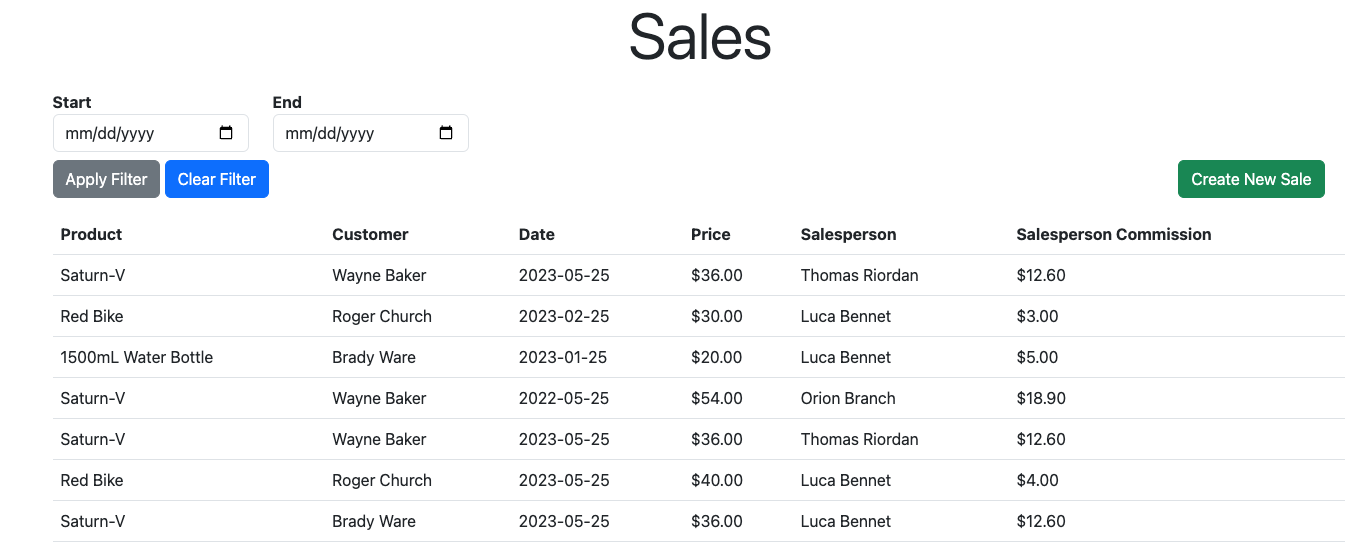 Sales
Start End
mm/dd/yyyy mm/dd/yyyy
Apply Filter Clear Filter Create New Sale
Product Customer Date Price Salesperson Salesperson Commission
Saturn-V Wayne Baker 2023-05-25 $36.00 Thomas Riordan $12.60
Red Bike Roger Church 2023-02-25 $30.00 Luca Bennet $3.00
1500mL Water Bottle Brady Ware 2023-01-25 $20.00 Luca Bennet $5.00
Saturn-V Wayne Baker 2022-05-25 $54.00 Orion Branch $18.90
Saturn-V Wayne Baker 2023-05-25 $36.00 Thomas Riordan $12.60
Red Bike Roger Church 2023-05-25 $40.00 Luca Bennet $4.00
Saturn-V Brady Ware 2023-05-25 $36.00 Luca Bennet $12.60